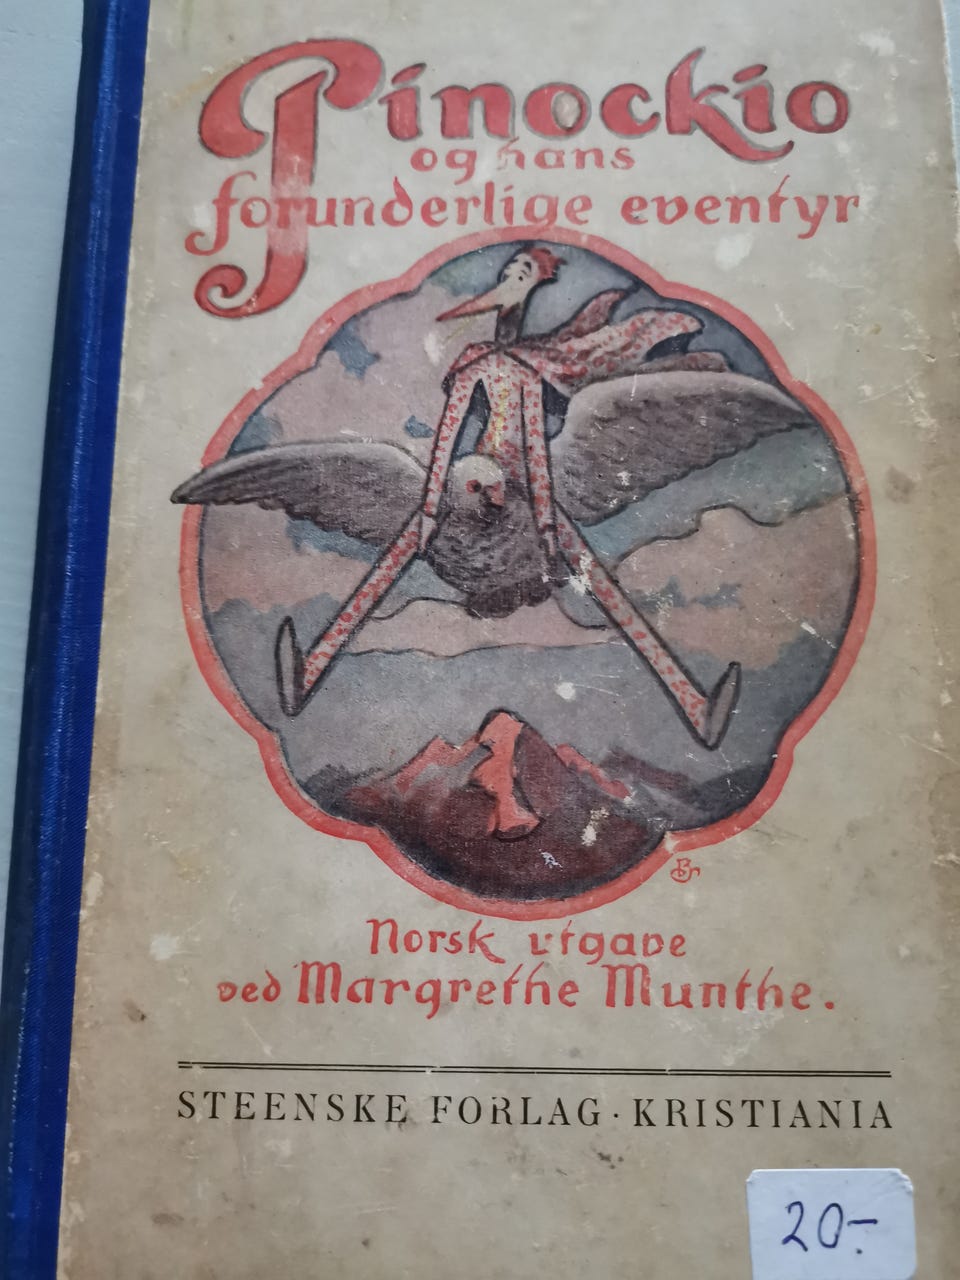 Pinockio
og hans
forunderlige eventyr
Norsk utgave
ved Margrethe Munthe.
STEENSKE FORLAG · KRISTIANIA
20-